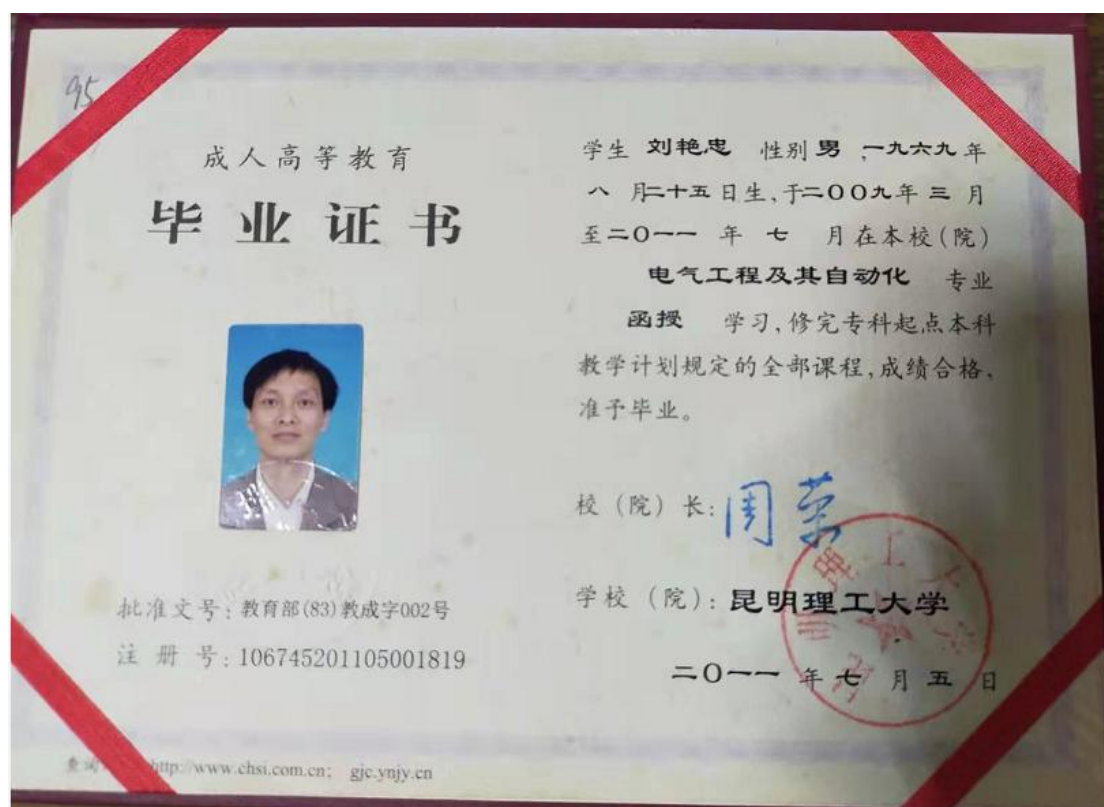 95
成人高等教育
毕业证书
批准文号：教育部(83)教成字002号
注册号：106745201105001819
http://www.chsi.com.cn; gjc.ynjy.cn
学生 刘艳忠 性别 男，一九六九年
八月二十五日生，于二〇〇九年三月
至二〇一一年七月在本校(院)
电气工程及其自动化 专业
函授 学习，修完专科起点本科
教学计划规定的全部课程，成绩合格，
准予毕业。
校（院）长：周荣
学校（院）：昆明理工大学
二〇一一年七月五日